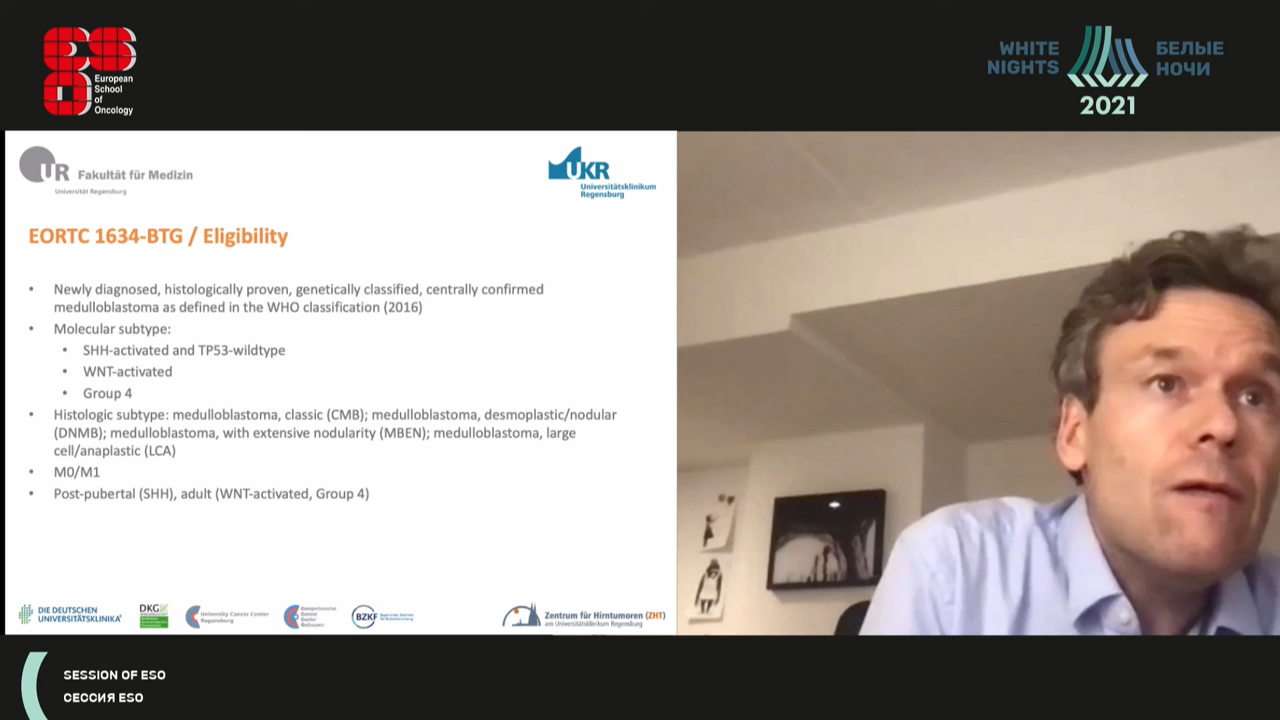 European
School
of
Oncology
WHITE
NIGHTS
БЕЛЫЕ
НОЧИ
2021
UR Fakultät für Medizin
Universität Regensburg
UKR
Universitätsklinikum
Regensburg
EORTC 1634-BTG / Eligibility
• Newly diagnosed, histologically proven, genetically classified, centrally confirmed
medulloblastoma as defined in the WHO classification (2016)
• Molecular subtype:
• SHH-activated and TP53-wildtype
• WNT-activated
• Group 4
• Histologic subtype: medulloblastoma, classic (CMB); medulloblastoma, desmoplastic/nodular
(DNMB); medulloblastoma, with extensive nodularity (MBEN); medulloblastoma, large
cell/anaplastic (LCA)
• M0/M1
• Post-pubertal (SHH), adult (WNT-activated, Group 4)
DIE DEUTSCHEN
UNIVERSITÄTSKLINIKA
DKG
University Cancer Center
Regensburg
Comprehensive
Cancer
Center
BZKF
Zentrum für Hirntumoren (ZHT)
am Universitätsklinikum Regensburg
SESSION OF ESO
СЕССИЯ ESO